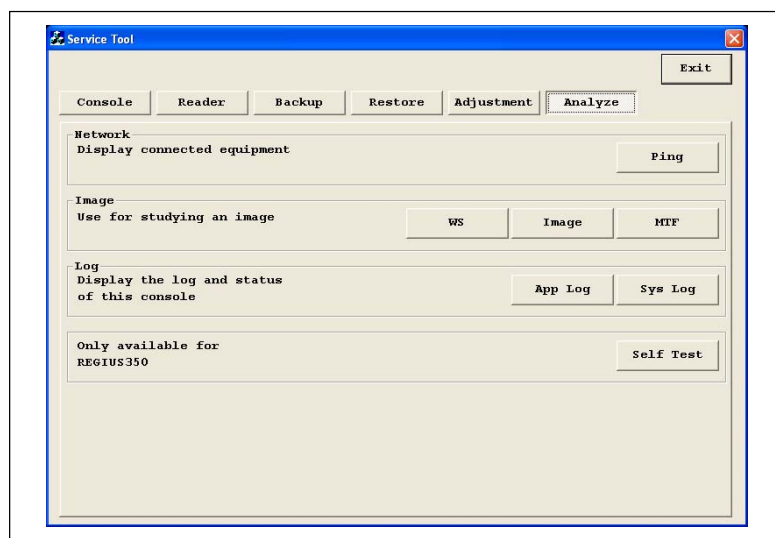 Service Tool
Exit
Console Reader Backup Restore Adjustment Analyze
Network
Display connected equipment
Ping
Image
Use for studying an image
WS Image MTF
Log
Display the log and status
of this console
App Log Sys Log
Only available for
REGIUS350
Self Test